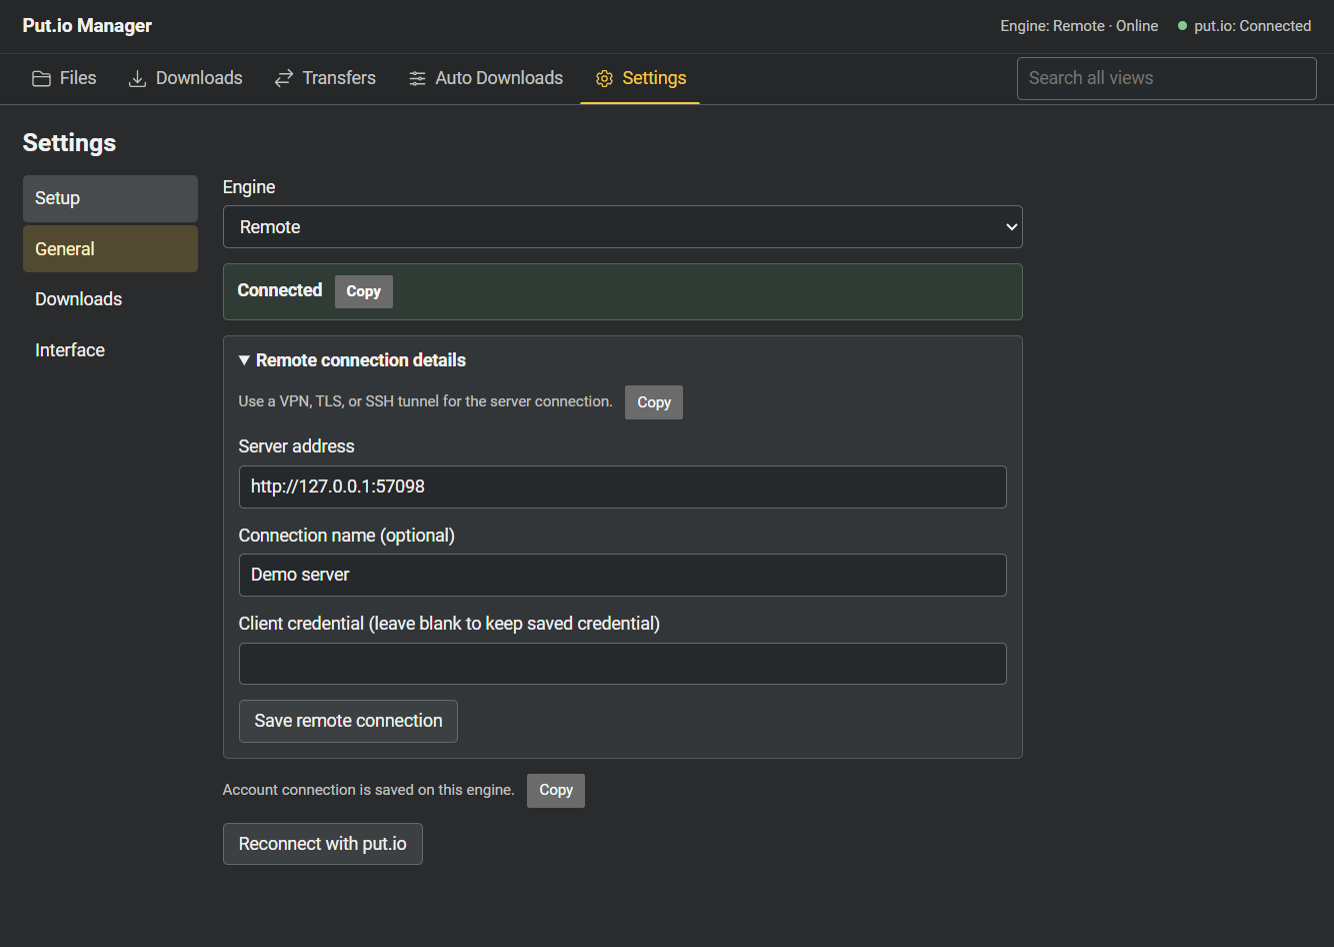 Put.io Manager
Engine: Remote · Online
put.io: Connected
Files
Downloads
Transfers
Auto Downloads
Settings
Search all views
Settings
Setup
General
Downloads
Interface
Engine
Remote
Connected
Copy
Remote connection details
Use a VPN, TLS, or SSH tunnel for the server connection.
Copy
Server address
http://127.0.0.1:57098
Connection name (optional)
Demo server
Client credential (leave blank to keep saved credential)
Save remote connection
Account connection is saved on this engine.
Copy
Reconnect with put.io